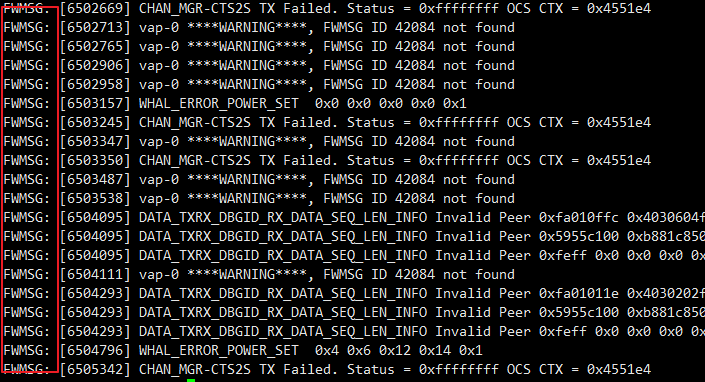 FWMSG: [6502669] CHAN_MGR-CTS2S TX Failed. Status = 0xffffffff OCS CTX = 0x4551e4
FWMSG: [6502713] vap-0 ****WARNING****, FWMSG ID 42084 not found
FWMSG: [6502765] vap-0 ****WARNING****, FWMSG ID 42084 not found
FWMSG: [6502906] vap-0 ****WARNING****, FWMSG ID 42084 not found
FWMSG: [6502958] vap-0 ****WARNING****, FWMSG ID 42084 not found
FWMSG: [6503157] WHAL_ERROR_POWER_SET  0x0 0x0 0x0 0x0 0x1
FWMSG: [6503245] CHAN_MGR-CTS2S TX Failed. Status = 0xffffffff OCS CTX = 0x4551e4
FWMSG: [6503347] vap-0 ****WARNING****, FWMSG ID 42084 not found
FWMSG: [6503350] CHAN_MGR-CTS2S TX Failed. Status = 0xffffffff OCS CTX = 0x4551e4
FWMSG: [6503487] vap-0 ****WARNING****, FWMSG ID 42084 not found
FWMSG: [6503538] vap-0 ****WARNING****, FWMSG ID 42084 not found
FWMSG: [6504095] DATA_TXRX_DBGID_RX_DATA_SEQ_LEN_INFO Invalid Peer 0xfa010ffc 0x4030604f
FWMSG: [6504095] DATA_TXRX_DBGID_RX_DATA_SEQ_LEN_INFO Invalid Peer 0x5955c100 0xb881c850
FWMSG: [6504095] DATA_TXRX_DBGID_RX_DATA_SEQ_LEN_INFO Invalid Peer 0xfeff 0x0 0x0 0x0 0x
FWMSG: [6504111] vap-0 ****WARNING****, FWMSG ID 42084 not found
FWMSG: [6504293] DATA_TXRX_DBGID_RX_DATA_SEQ_LEN_INFO Invalid Peer 0xfa01011e 0x4030202f
FWMSG: [6504293] DATA_TXRX_DBGID_RX_DATA_SEQ_LEN_INFO Invalid Peer 0x5955c100 0xb881c850
FWMSG: [6504293] DATA_TXRX_DBGID_RX_DATA_SEQ_LEN_INFO Invalid Peer 0xfeff 0x0 0x0 0x0 0x
FWMSG: [6504796] WHAL_ERROR_POWER_SET  0x4 0x6 0x12 0x14 0x1
FWMSG: [6505342] CHAN_MGR-CTS2S TX Failed. Status = 0xffffffff OCS CTX = 0x4551e4